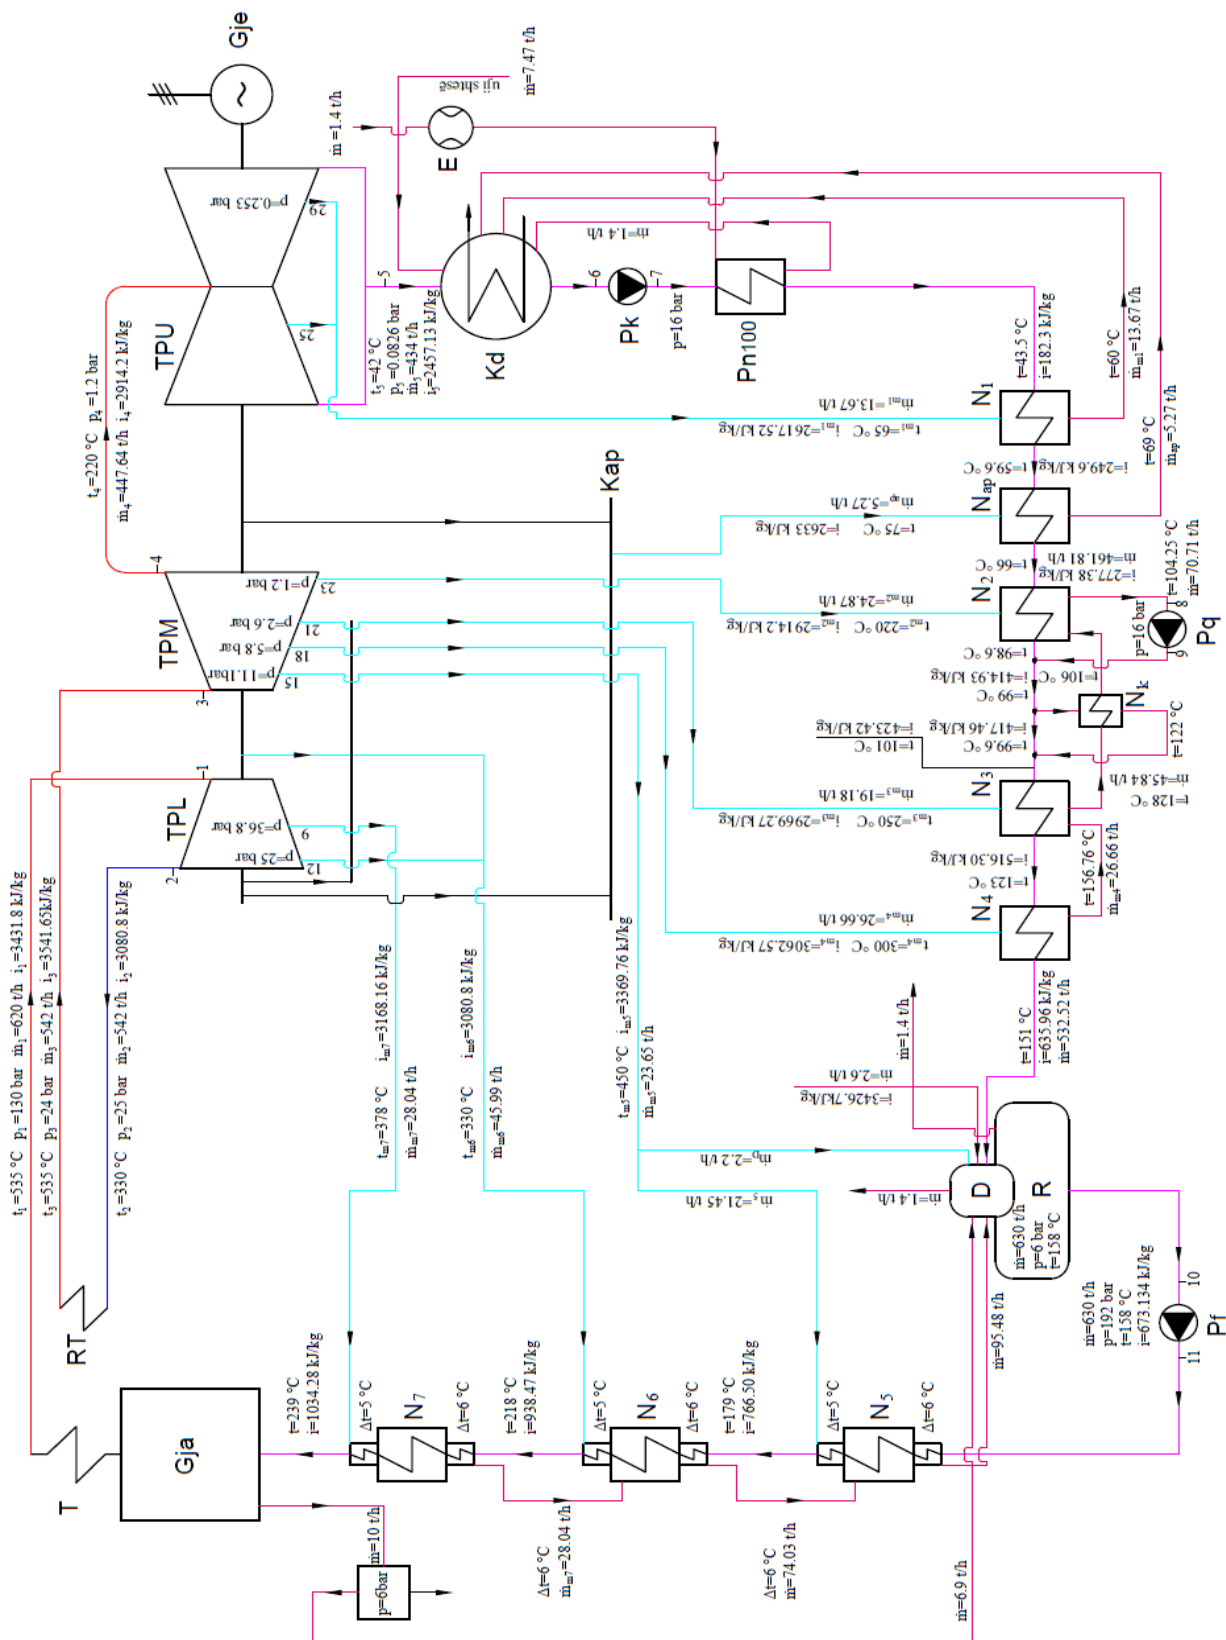 Gje
TPU
p=0.253 bar
29
25
t₄=220 °C p₄=1.2 bar
ṁ₄=447.64 t/h i₄=2914.2 kJ/kg
5
t₅=42 °C
p₅=0.0826 bar
ṁ₅=434 t/h
i₅=2457.13 kJ/kg
ṁ =1.4 t/h
E
uji shtesë
ṁ=7.47 t/h
Kd
6
Pk
7
p=16 bar
ṁ=1.4 t/h
Pn100
t=43.5 °C
i=182.3 kJ/kg
4
TPM
3
p=1.2 bar
23
p=2.6 bar
21
p=5.8 bar
18
p=11.1bar
15
Kap
ṁm1=13.67 t/h
tm1=65 °C im1=2617.52 kJ/kg
N₁
t=60 °C
ṁm1=13.67 t/h
t=59.6 °C
i=249.6 kJ/kg
ṁap=5.27 t/h
t=75 °C i=2633 kJ/kg
Nap
t=69 °C
ṁap=5.27 t/h
t=66 °C
i=277.38 kJ/kg
ṁ=461.81 t/h
ṁm2=24.87 t/h
tm2=220 °C im2=2914.2 kJ/kg
N₂
t=104.25 °C
ṁ=70.71 t/h
8
p=16 bar
9
Pq
t=98.6 °C
i=414.93 kJ/kg
t=106 °C
t=99 °C
Nk
i=417.46 kJ/kg
t=99.6 °C
t=122 °C
i=423.42 kJ/kg
t=101 °C
ṁm3=19.18 t/h
tm3=250 °C im3=2969.27 kJ/kg
N₃
ṁ=45.84 t/h
t=128 °C
i=516.30 kJ/kg
t=123 °C
t=156.76 °C
ṁm4=26.66 t/h
ṁm4=26.66 t/h
tm4=300 °C im4=3062.57 kJ/kg
N₄
t=151 °C
i=635.96 kJ/kg
ṁ=532.52 t/h
1
TPL
2
p=36.8 bar
9
p=25 bar
12
t₁=535 °C p₁=130 bar ṁ₁=620 t/h i₁=3431.8 kJ/kg
t₃=535 °C p₃=24 bar ṁ₃=542 t/h i₃=3541.65kJ/kg
t₂=330 °C p₂=25 bar ṁ₂=542 t/h i₂=3080.8 kJ/kg
tm7=378 °C im7=3168.16 kJ/kg
ṁm7=28.04 t/h
tm6=330 °C im6=3080.8 kJ/kg
ṁm6=45.99 t/h
tm5=450 °C im5=3369.76 kJ/kg
ṁm5=23.65 t/h
ṁ=1.4 t/h
ṁ=2.6 t/h
i=3426.7kJ/kg
ṁD=2.2 t/h
ṁ₅=21.45 t/h
ṁ=1.4 t/h
D
R
ṁ=630 t/h
p=6 bar
t=158 °C
ṁ=95.48 t/h
10
Pf
11
ṁ=630 t/h
p=192 bar
t=158 °C
i=673.134 kJ/kg
RT
T
Gja
t=239 °C
i=1034.28 kJ/kg
Δt=5 °C
N₇
Δt=6 °C
t=218 °C
i=938.47 kJ/kg
Δt=5 °C
N₆
Δt=6 °C
t=179 °C
i=766.50 kJ/kg
Δt=5 °C
N₅
Δt=6 °C
ṁ=10 t/h
p=6bar
Δt=6 °C
ṁm7=28.04 t/h
Δt=6 °C
ṁ=74.03 t/h
ṁ=6.9 t/h